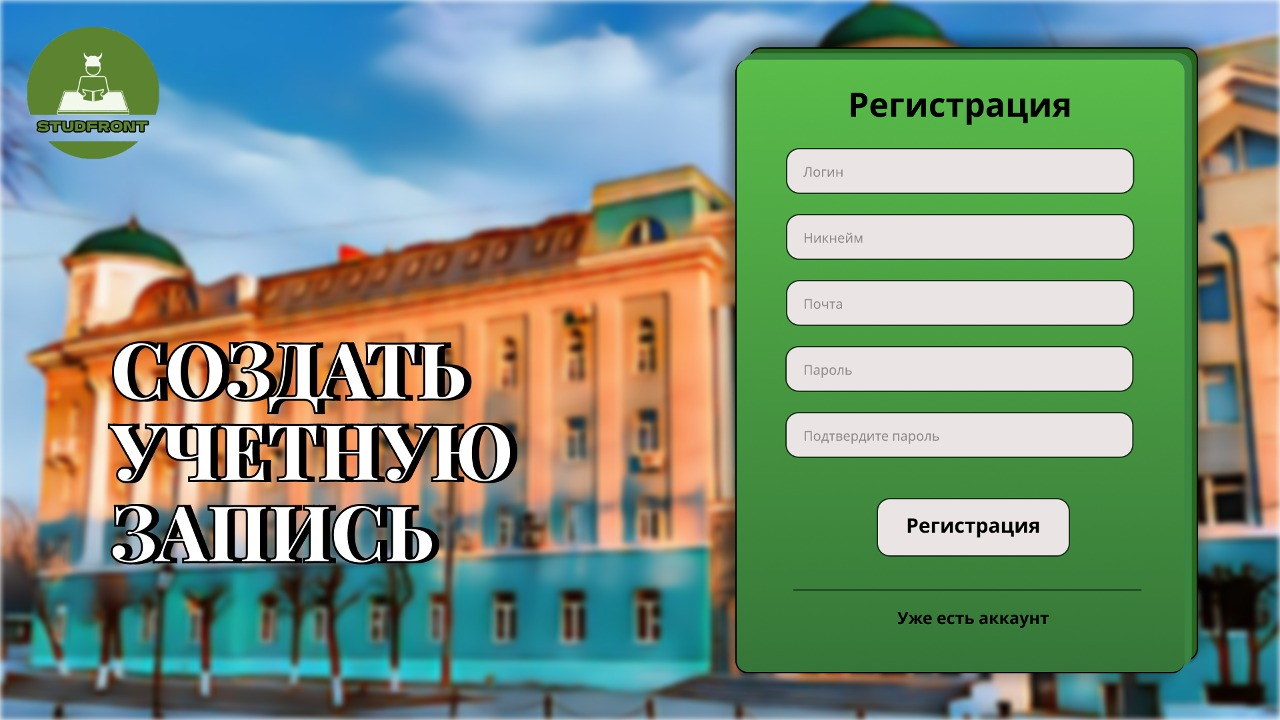 STUDFRONT
СОЗДАТЬ
УЧЕТНУЮ
ЗАПИСЬ
Регистрация
Логин
Никнейм
Почта
Пароль
Подтвердите пароль
Регистрация
Уже есть аккаунт